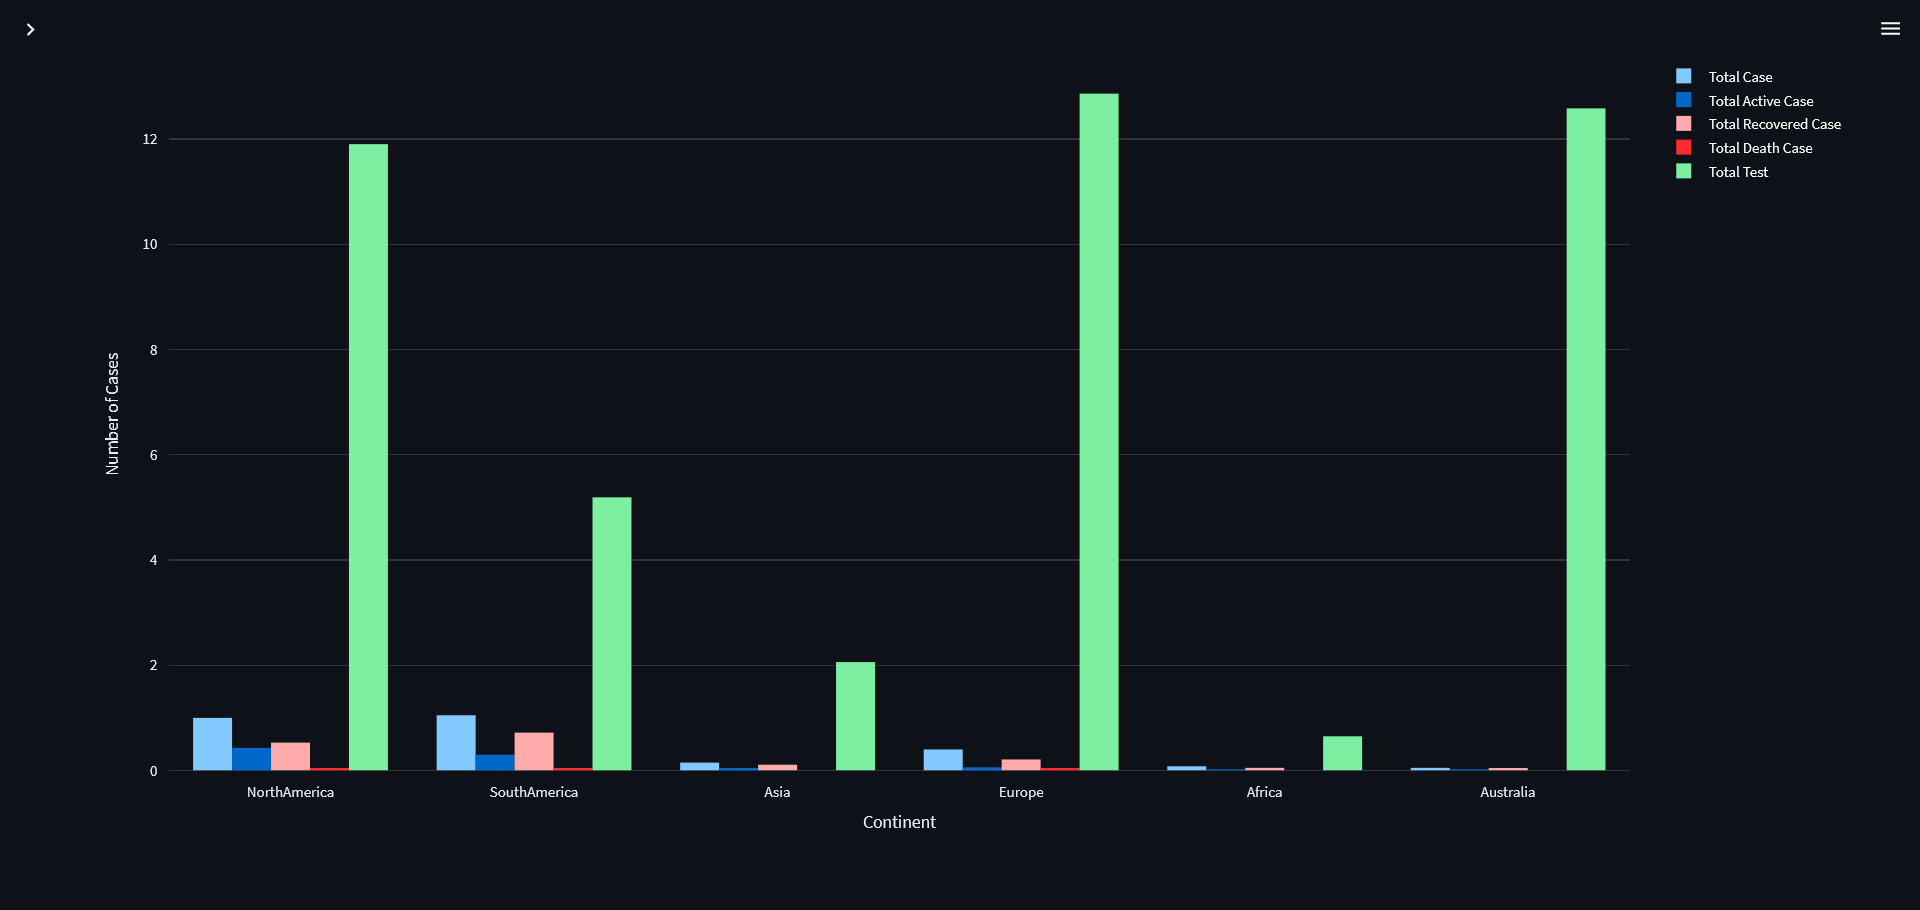 Total Case
Total Active Case
Total Recovered Case
Total Death Case
Total Test
12
10
8
6
4
2
0
Number of Cases
NorthAmerica SouthAmerica Asia Europe Africa Australia
Continent